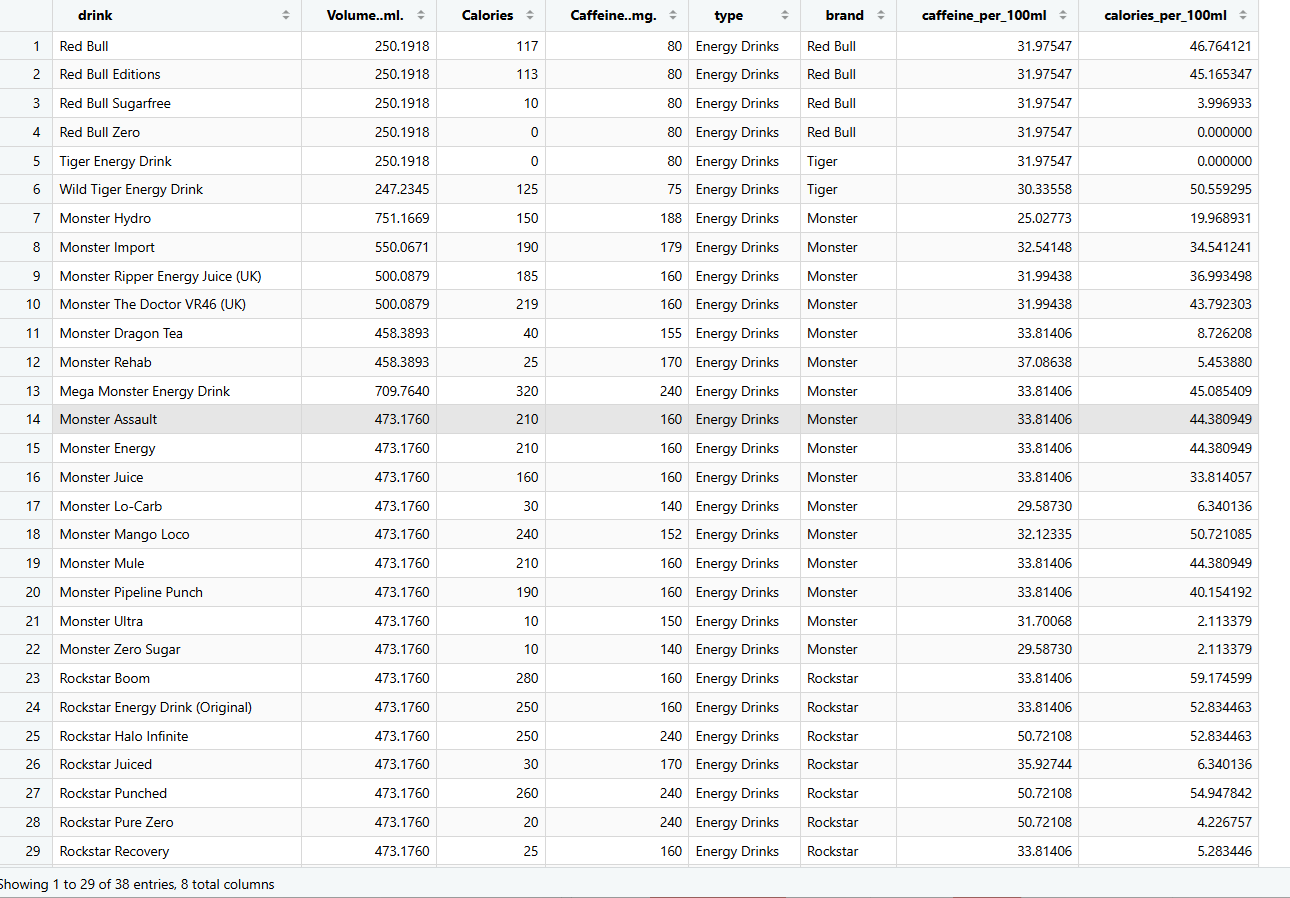 drink Volume..ml. Calories Caffeine..mg. type brand caffeine_per_100ml calories_per_100ml
1 Red Bull 250.1918 117 80 Energy Drinks Red Bull 31.97547 46.764121
2 Red Bull Editions 250.1918 113 80 Energy Drinks Red Bull 31.97547 45.165347
3 Red Bull Sugarfree 250.1918 10 80 Energy Drinks Red Bull 31.97547 3.996933
4 Red Bull Zero 250.1918 0 80 Energy Drinks Red Bull 31.97547 0.000000
5 Tiger Energy Drink 250.1918 0 80 Energy Drinks Tiger 31.97547 0.000000
6 Wild Tiger Energy Drink 247.2345 125 75 Energy Drinks Tiger 30.33558 50.559295
7 Monster Hydro 751.1669 150 188 Energy Drinks Monster 25.02773 19.968931
8 Monster Import 550.0671 190 179 Energy Drinks Monster 32.54148 34.541241
9 Monster Ripper Energy Juice (UK) 500.0879 185 160 Energy Drinks Monster 31.99438 36.993498
10 Monster The Doctor VR46 (UK) 500.0879 219 160 Energy Drinks Monster 31.99438 43.792303
11 Monster Dragon Tea 458.3893 40 155 Energy Drinks Monster 33.81406 8.726208
12 Monster Rehab 458.3893 25 170 Energy Drinks Monster 37.08638 5.453880
13 Mega Monster Energy Drink 709.7640 320 240 Energy Drinks Monster 33.81406 45.085409
14 Monster Assault 473.1760 210 160 Energy Drinks Monster 33.81406 44.380949
15 Monster Energy 473.1760 210 160 Energy Drinks Monster 33.81406 44.380949
16 Monster Juice 473.1760 160 160 Energy Drinks Monster 33.81406 33.814057
17 Monster Lo-Carb 473.1760 30 140 Energy Drinks Monster 29.58730 6.340136
18 Monster Mango Loco 473.1760 240 152 Energy Drinks Monster 32.12335 50.721085
19 Monster Mule 473.1760 210 160 Energy Drinks Monster 33.81406 44.380949
20 Monster Pipeline Punch 473.1760 190 160 Energy Drinks Monster 33.81406 40.154192
21 Monster Ultra 473.1760 10 150 Energy Drinks Monster 31.70068 2.113379
22 Monster Zero Sugar 473.1760 10 140 Energy Drinks Monster 29.58730 2.113379
23 Rockstar Boom 473.1760 280 160 Energy Drinks Rockstar 33.81406 59.174599
24 Rockstar Energy Drink (Original) 473.1760 250 160 Energy Drinks Rockstar 33.81406 52.834463
25 Rockstar Halo Infinite 473.1760 250 240 Energy Drinks Rockstar 50.72108 52.834463
26 Rockstar Juiced 473.1760 30 170 Energy Drinks Rockstar 35.92744 6.340136
27 Rockstar Punched 473.1760 260 240 Energy Drinks Rockstar 50.72108 54.947842
28 Rockstar Pure Zero 473.1760 20 240 Energy Drinks Rockstar 50.72108 4.226757
29 Rockstar Recovery 473.1760 25 160 Energy Drinks Rockstar 33.81406 5.283446
Showing 1 to 29 of 38 entries, 8 total columns